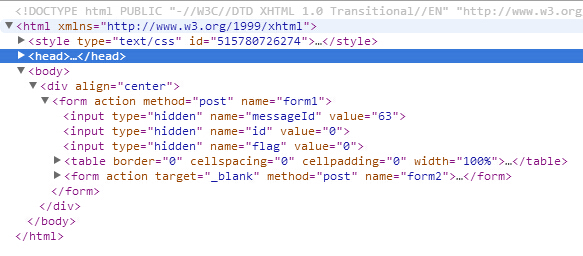 <!DOCTYPE html PUBLIC "-//W3C//DTD XHTML 1.0 Transitional//EN" "http://www.w3.org
<html xmlns="http://www.w3.org/1999/xhtml">
<style type="text/css" id="515780726274">…</style>
<head>…</head>
<body>
<div align="center">
<form action method="post" name="form1">
<input type="hidden" name="messageId" value="63">
<input type="hidden" name="id" value="0">
<input type="hidden" name="flag" value="0">
<table border="0" cellspacing="0" cellpadding="0" width="100%">…</table>
<form action target="_blank" method="post" name="form2">…</form>
</form>
</div>
</body>
</html>